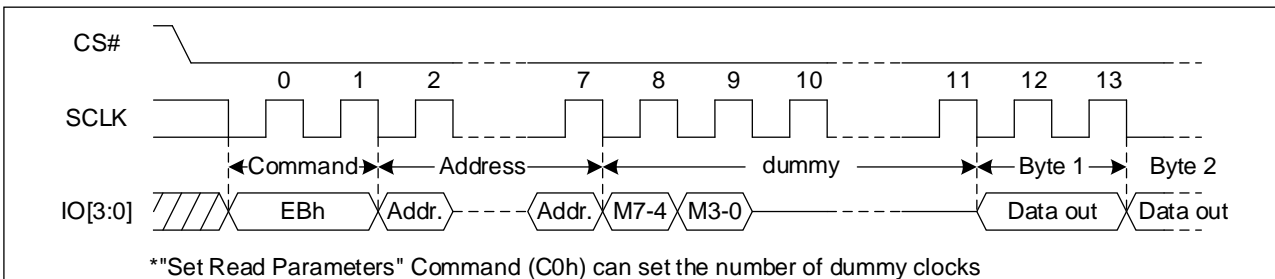 CS#
0 1 2 7 8 9 10 11 12 13
SCLK
Command Address dummy Byte 1 Byte 2
IO[3:0] EBh Addr. Addr. M7-4 M3-0 Data out Data out
*"Set Read Parameters" Command (C0h) can set the number of dummy clocks